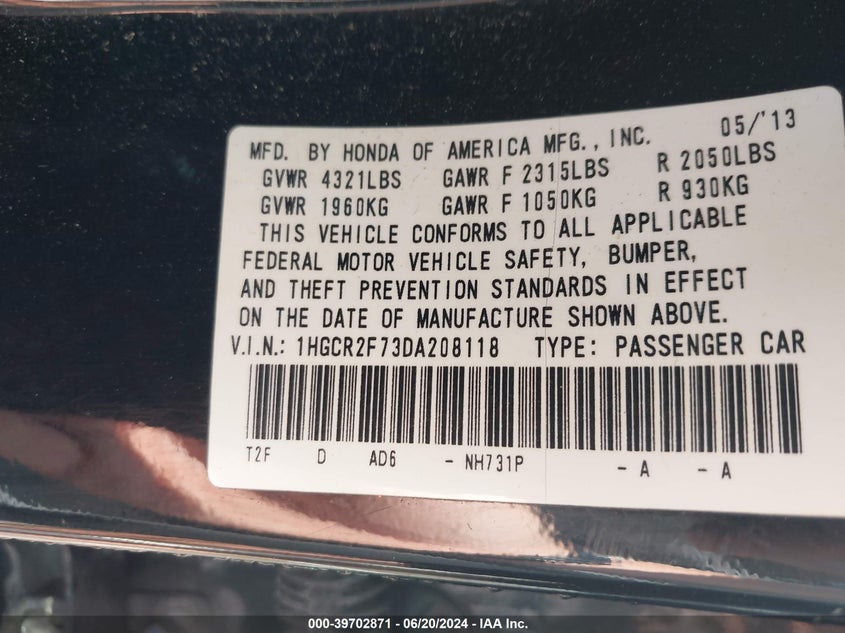 MFD. BY HONDA OF AMERICA MFG., INC. 05/'13
GVWR 4321LBS GAWR F 2315LBS R 2050LBS
GVWR 1960KG GAWR F 1050KG R 930KG
THIS VEHICLE CONFORMS TO ALL APPLICABLE
FEDERAL MOTOR VEHICLE SAFETY, BUMPER,
AND THEFT PREVENTION STANDARDS IN EFFECT
ON THE DATE OF MANUFACTURE SHOWN ABOVE.
V.I.N.: 1HGCR2F73DA208118 TYPE: PASSENGER CAR
T2F D AD6 - NH731P - A - A
000-39702871 - 06/20/2024 - IAA Inc.